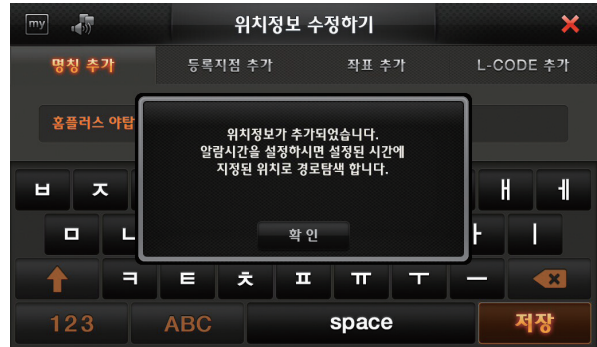 my
위치정보 수정하기
명칭 추가 등록지점 추가 좌표 추가 L-CODE 추가
홈플러스 야탑
위치정보가 추가되었습니다.
알람시간을 설정하시면 설정된 시간에
지정된 위치로 경로탐색 합니다.
확인
ㅂ ㅈ ㅐ ㅔ
ㅁ ㄴ ㅏ ㅣ
ㅋ ㅌ ㅊ ㅍ ㅠ ㅜ ㅡ
123 ABC space 저장